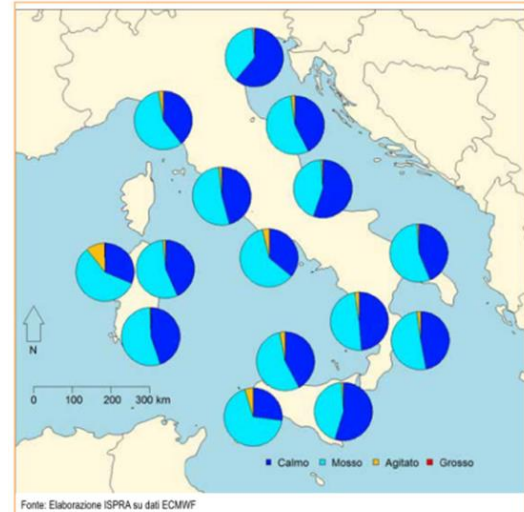 N
0 100 200 300 km
Calmo Mosso Agitato Grosso
Fonte: Elaborazione ISPRA su dati ECMWF